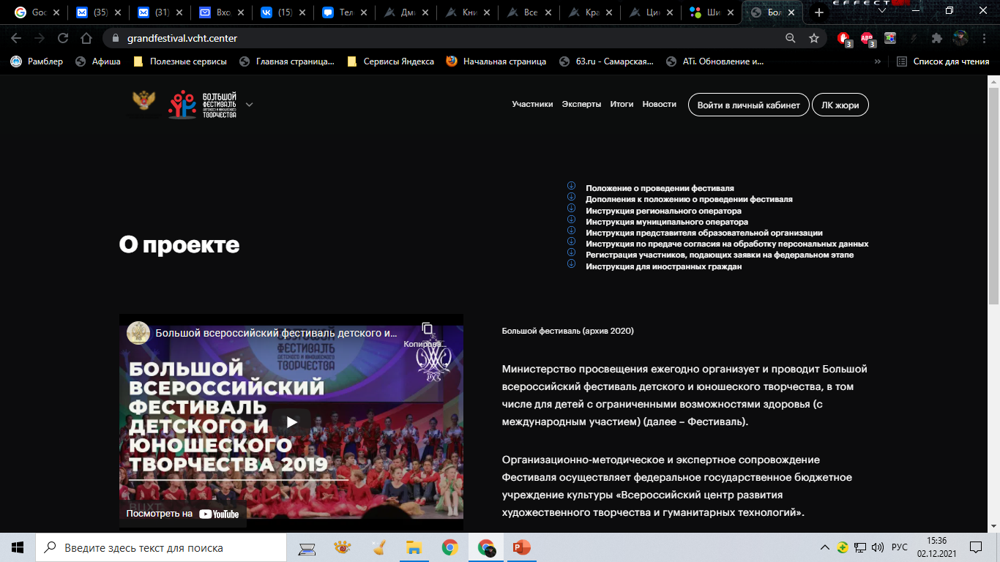 Goo
(35)
(31)
Вхо
(15)
Тел
Дми
Кни
Все
Кра
Цик
Ши
Бол
EFFECT
grandfestival.vcht.center
3
ABP
3
Рамблер
Афиша
Полезные сервисы
Главная страница...
Сервисы Яндекса
Начальная страница
63.ru - Самарская...
ATi. Обновление и...
»
Список для чтения
БОЛЬШОЙ
ФЕСТИВАЛЬ
ДЕТСКОГО И ЮНОШЕСКОГО
ТВОРЧЕСТВА
Участники Эксперты Итоги Новости Войти в личный кабинет ЛК жюри
Положение о проведении фестиваля
Дополнения к положению о проведении фестиваля
Инструкция регионального оператора
Инструкция муниципального оператора
Инструкция представителя образовательной организации
Инструкция по предаче согласия на обработку персональных данных
Регистрация участников, подающих заявки на федеральном этапе
Инструкция для иностранных граждан
О проекте
Большой всероссийский фестиваль детского и...
Копирова...
БОЛЬШОЙ
ФЕСТИВАЛЬ
ДЕТСКОГО И ЮНОШЕСКОГО
ТВОРЧЕСТВА
БОЛЬШОЙ
ВСЕРОССИЙСКИЙ
ФЕСТИВАЛЬ
ДЕТСКОГО И
ЮНОШЕСКОГО
ТВОРЧЕСТВА 2019
ВЦХТ
Посмотреть на YouTube
Большой фестиваль (архив 2020)
Министерство просвещения ежегодно организует и проводит Большой
всероссийский фестиваль детского и юношеского творчества, в том
числе для детей с ограниченными возможностями здоровья (с
международным участием) (далее – Фестиваль).
Организационно-методическое и экспертное сопровождение
Фестиваля осуществляет федеральное государственное бюджетное
учреждение культуры «Всероссийский центр развития
художественного творчества и гуманитарных технологий».
Введите здесь текст для поиска
РУС
15:36
02.12.2021